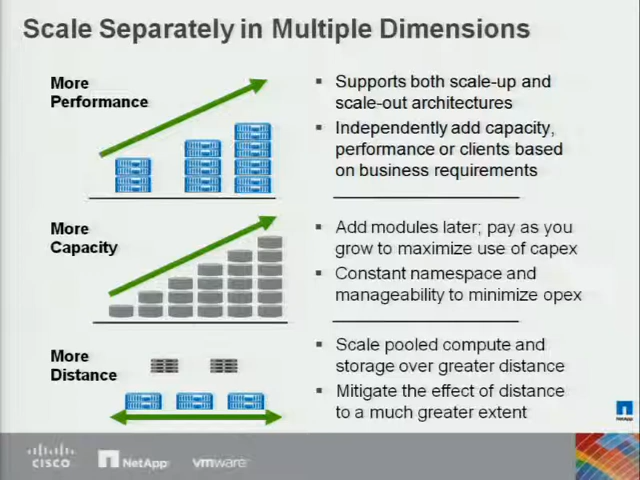 Scale Separately in Multiple Dimensions
More
Performance
▪ Supports both scale-up and
scale-out architectures
▪ Independently add capacity,
performance or clients based
on business requirements
More
Capacity
▪ Add modules later; pay as you
grow to maximize use of capex
▪ Constant namespace and
manageability to minimize opex
More
Distance
▪ Scale pooled compute and
storage over greater distance
▪ Mitigate the effect of distance
to a much greater extent
CISCO
NetApp
vmware